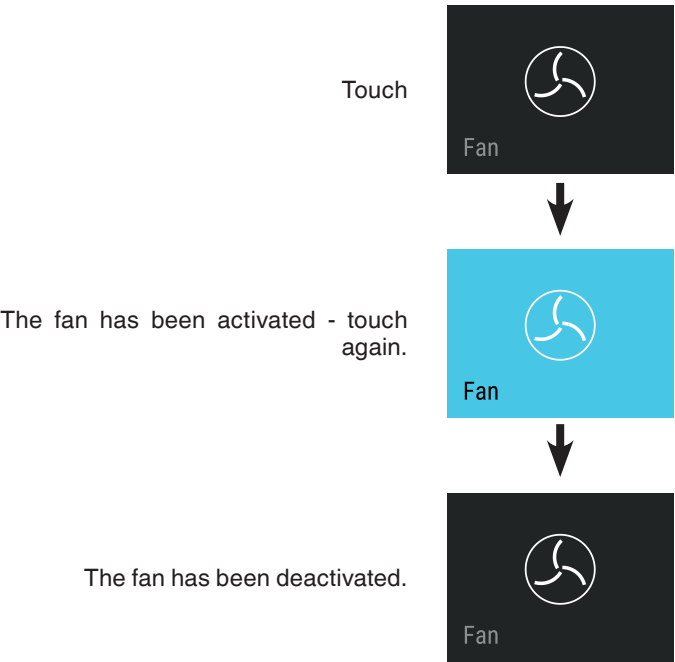 Touch
Fan
The fan has been activated - touch
again.
Fan
The fan has been deactivated.
Fan